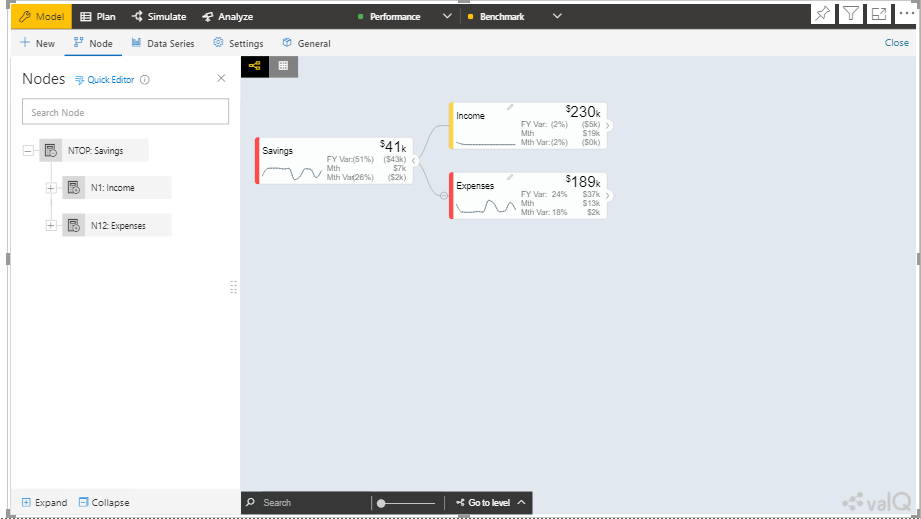 Model Plan Simulate Analyze Performance Benchmark
New Node Data Series Settings General Close
Nodes Quick Editor
Search Node
NTOP: Savings
N1: Income
N12: Expenses
Savings $41k
FY Var:(51%) ($43k)
Mth $7k
Mth Var(26%) ($2k)
Income $230k
FY Var: (2%) ($5k)
Mth $19k
Mth Var:(2%) ($0k)
Expenses $189k
FY Var: 24% $37k
Mth $13k
Mth Var: 18% $2k
Expand Collapse
Search Go to level
valQ